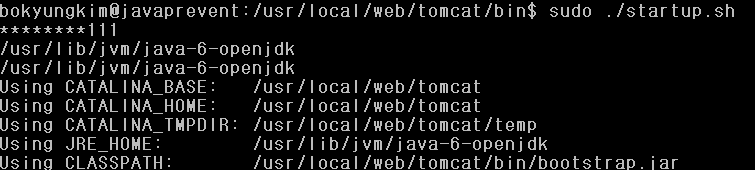 bokyungkim@javaprevent:/usr/local/web/tomcat/bin$ sudo ./startup.sh
********111
/usr/lib/jvm/java-6-openjdk
/usr/lib/jvm/java-6-openjdk
Using CATALINA_BASE:   /usr/local/web/tomcat
Using CATALINA_HOME:   /usr/local/web/tomcat
Using CATALINA_TMPDIR: /usr/local/web/tomcat/temp
Using JRE_HOME:        /usr/lib/jvm/java-6-openjdk
Using CLASSPATH:       /usr/local/web/tomcat/bin/bootstrap.jar